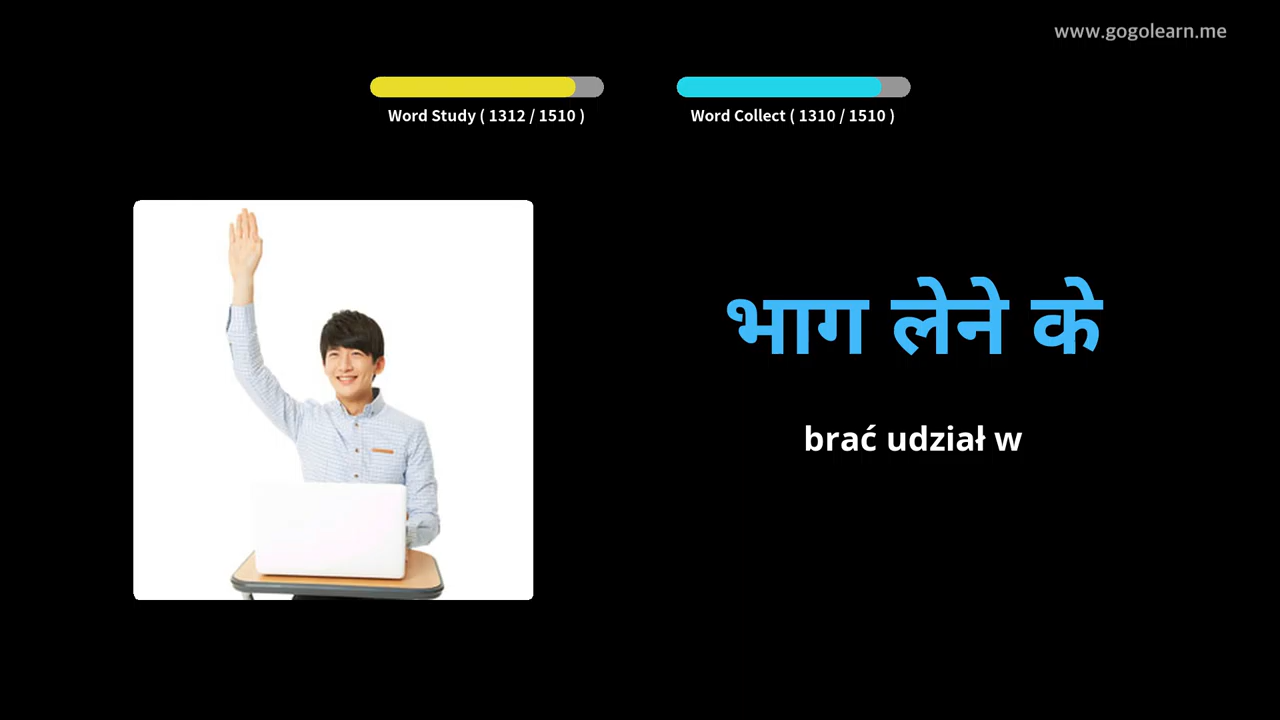 www.gogolearn.me
Word Study ( 1312 / 1510 )
Word Collect ( 1310 / 1510 )
भाग लेने के
brać udział w